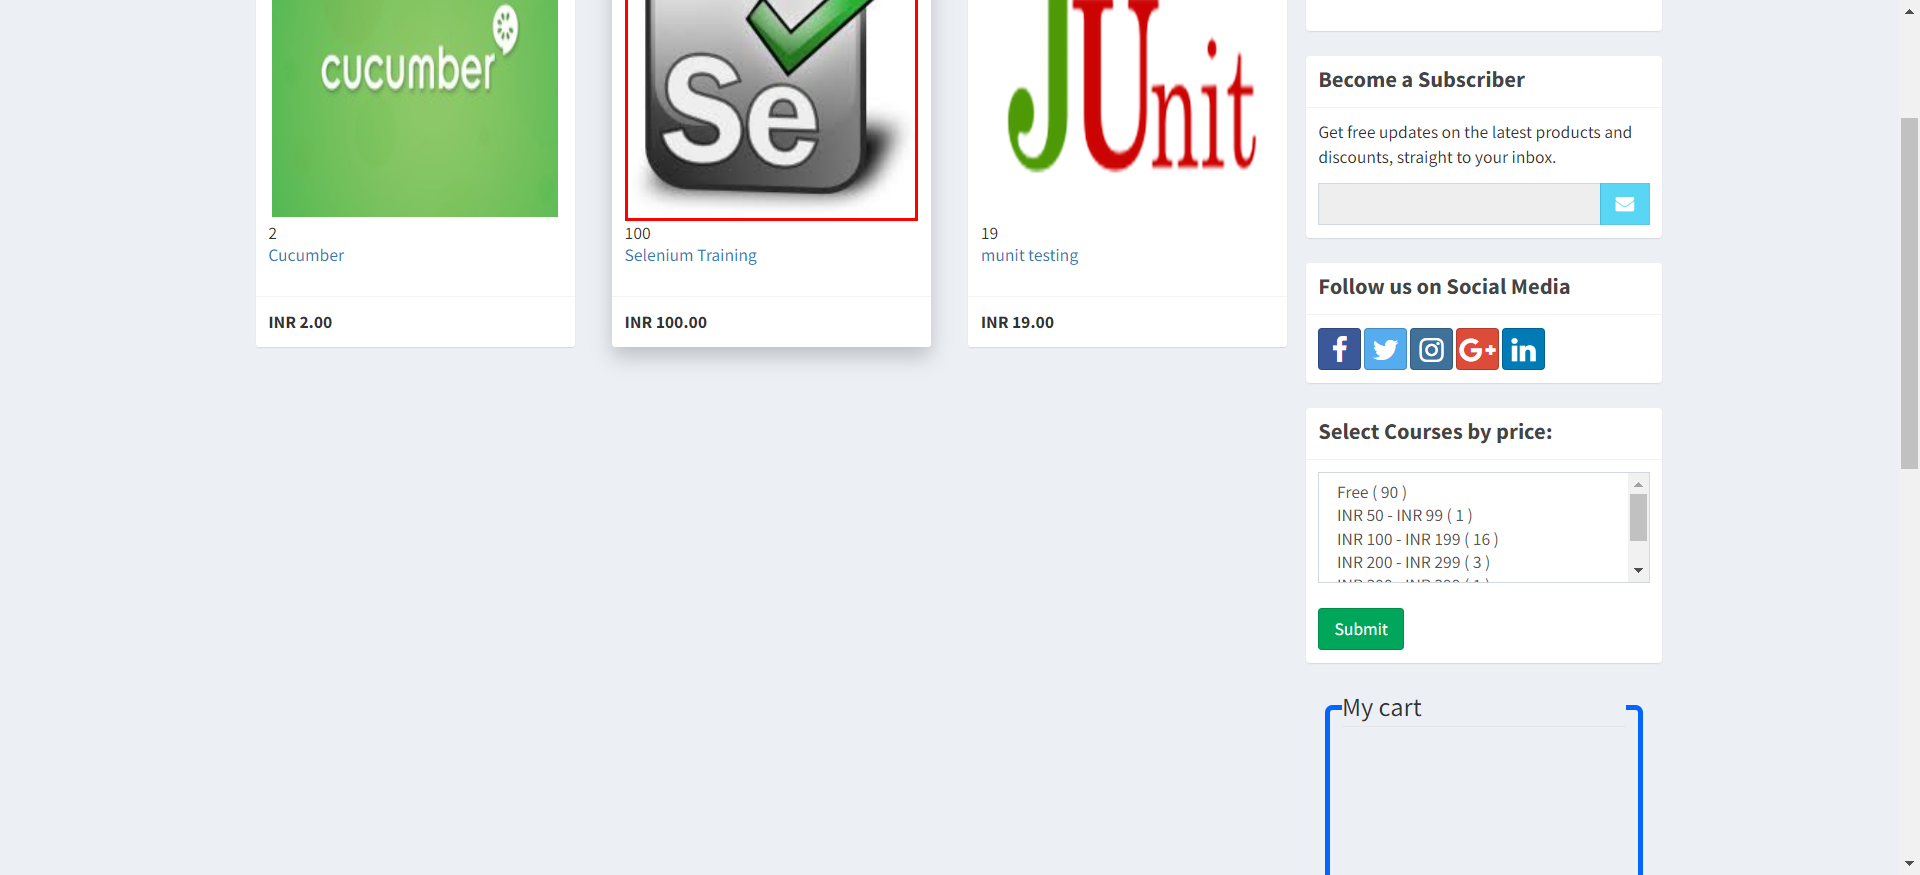 cucumber
2
Cucumber
INR 2.00
Se
100
Selenium Training
INR 100.00
JUnit
19
munit testing
INR 19.00
Become a Subscriber
Get free updates on the latest products and
discounts, straight to your inbox.
Follow us on Social Media
f
G+
in
Select Courses by price:
Free ( 90 )
INR 50 - INR 99 ( 1 )
INR 100 - INR 199 ( 16 )
INR 200 - INR 299 ( 3 )
Submit
My cart